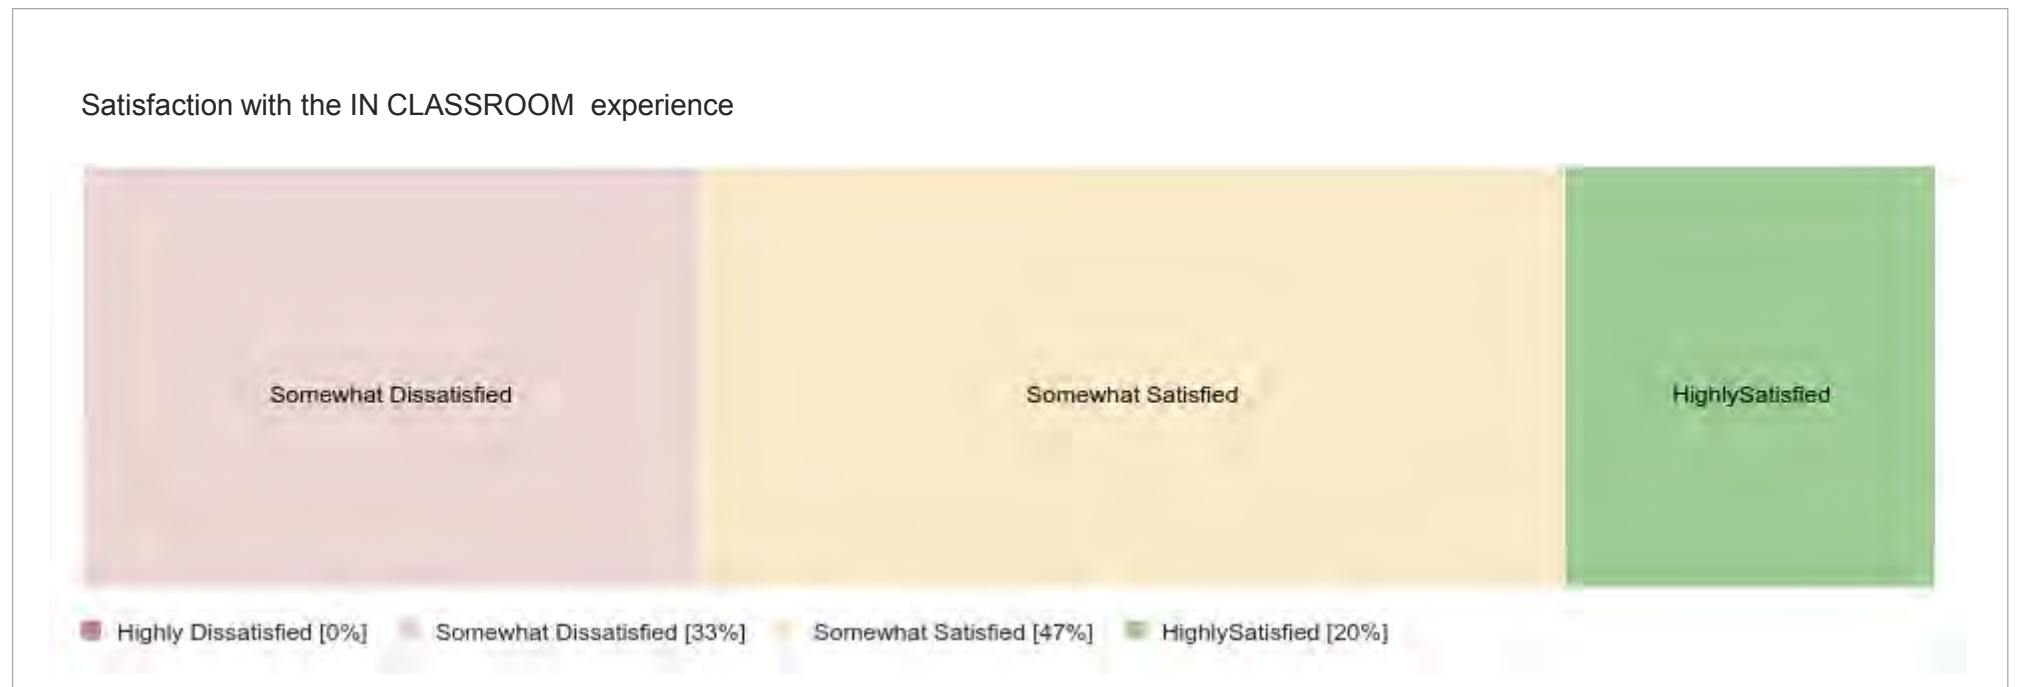 Satisfaction with the IN CLASSROOM  experience
Somewhat Dissatisfied Somewhat Satisfied HighlySatisfied
Highly Dissatisfied [0%] Somewhat Dissatisfied [33%] Somewhat Satisfied [47%] HighlySatisfied [20%]